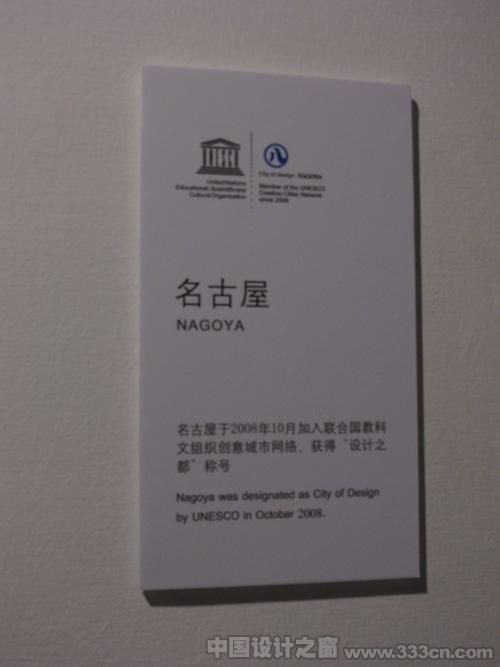 United Nations
Educational, Scientific and
Cultural Organization
City of design NAGOYA
Member of the UNESCO
Creative Cities Network
since 2008
名古屋
NAGOYA
名古屋于2008年10月加入联合国教科
文组织创意城市网络，获得“设计之
都”称号
Nagoya was designated as City of Design
by UNESCO in October 2008.
中国设计之窗 www.333cn.com